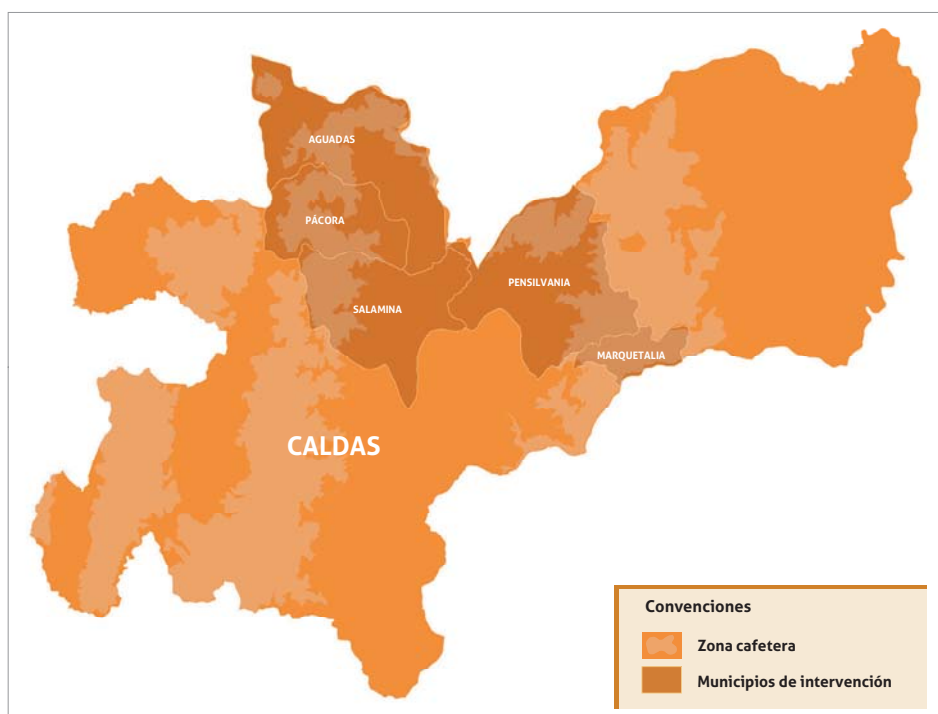 AGUADAS
PÁCORA
PENSILVANIA
SALAMINA
MARQUETALIA
CALDAS
Convenciones
Zona cafetera
Municipios de intervención